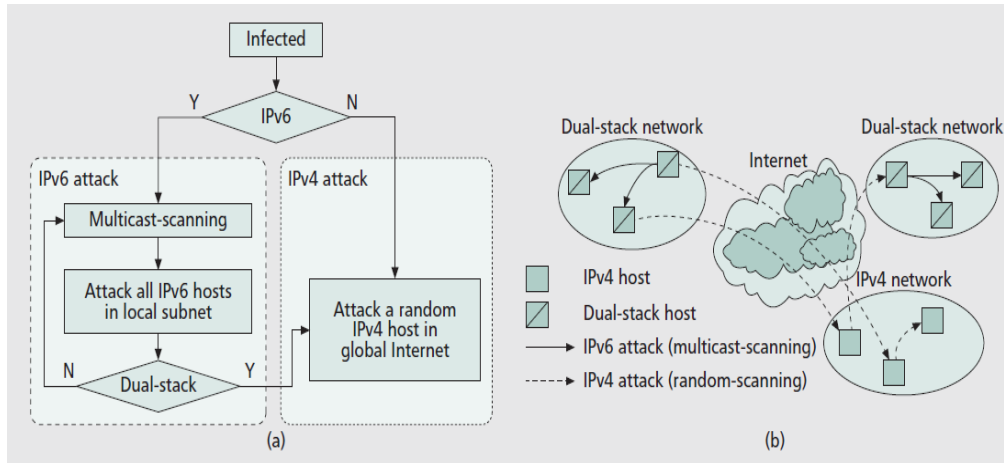 Infected
Y
N
IPv6
IPv6 attack
IPv4 attack
Multicast-scanning
Attack all IPv6 hosts
in local subnet
Attack a random
IPv4 host in
global Internet
N
Dual-stack
Y
(a)
Dual-stack network
Internet
Dual-stack network
IPv4 network
IPv4 host
Dual-stack host
IPv6 attack (multicast-scanning)
IPv4 attack (random-scanning)
(b)